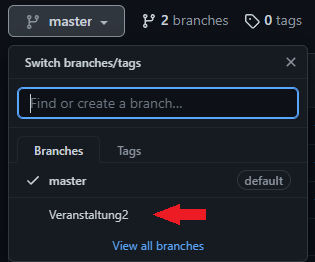 master 2 branches 0 tags
Switch branches/tags
Find or create a branch...
Branches Tags
master default
Veranstaltung2
View all branches